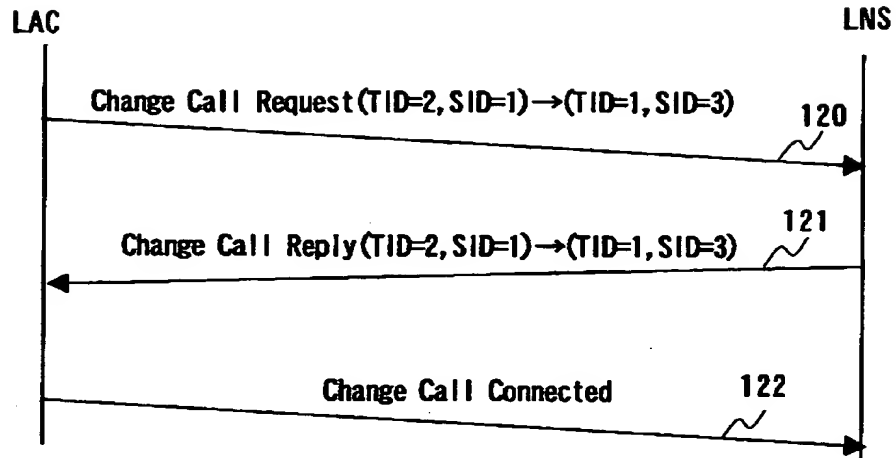 LAC
LNS
Change Call Request(TID=2,SID=1)→(TID=1,SID=3)
120
Change Call Reply(TID=2,SID=1)→(TID=1,SID=3)
121
Change Call Connected
122